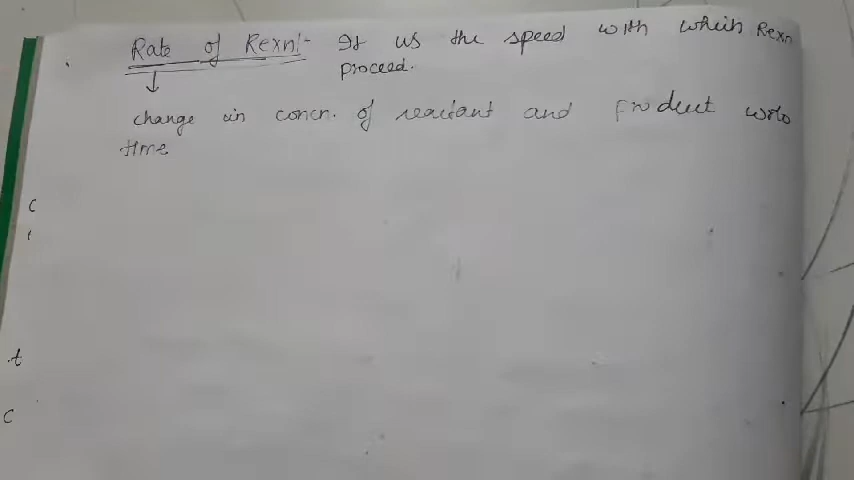 Rate of Rexn!- It is the speed with which Rexn
proceed.
change in concn. of reactant and product w.r.to
time
C
t
C